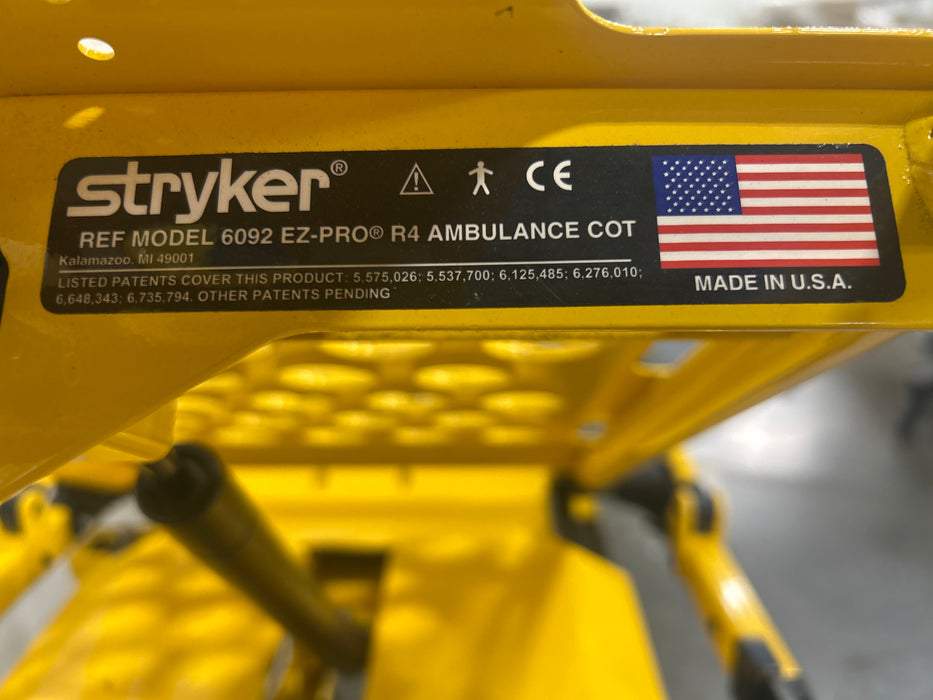 stryker®
CE
REF MODEL 6092 EZ-PRO® R4 AMBULANCE COT
Kalamazoo. MI 49001
LISTED PATENTS COVER THIS PRODUCT: 5,575,026; 5,537,700; 6,125,485; 6,276,010;
6,648,343; 6,735,794. OTHER PATENTS PENDING
MADE IN U.S.A.